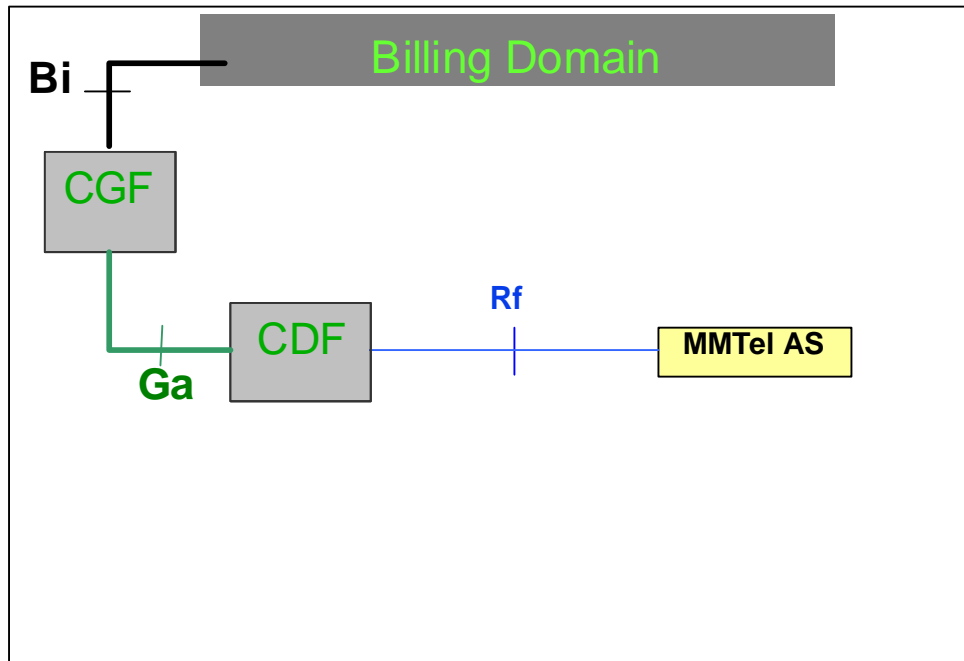 Billing Domain
Bi
CGF
Rf
CDF
MMTel AS
Ga